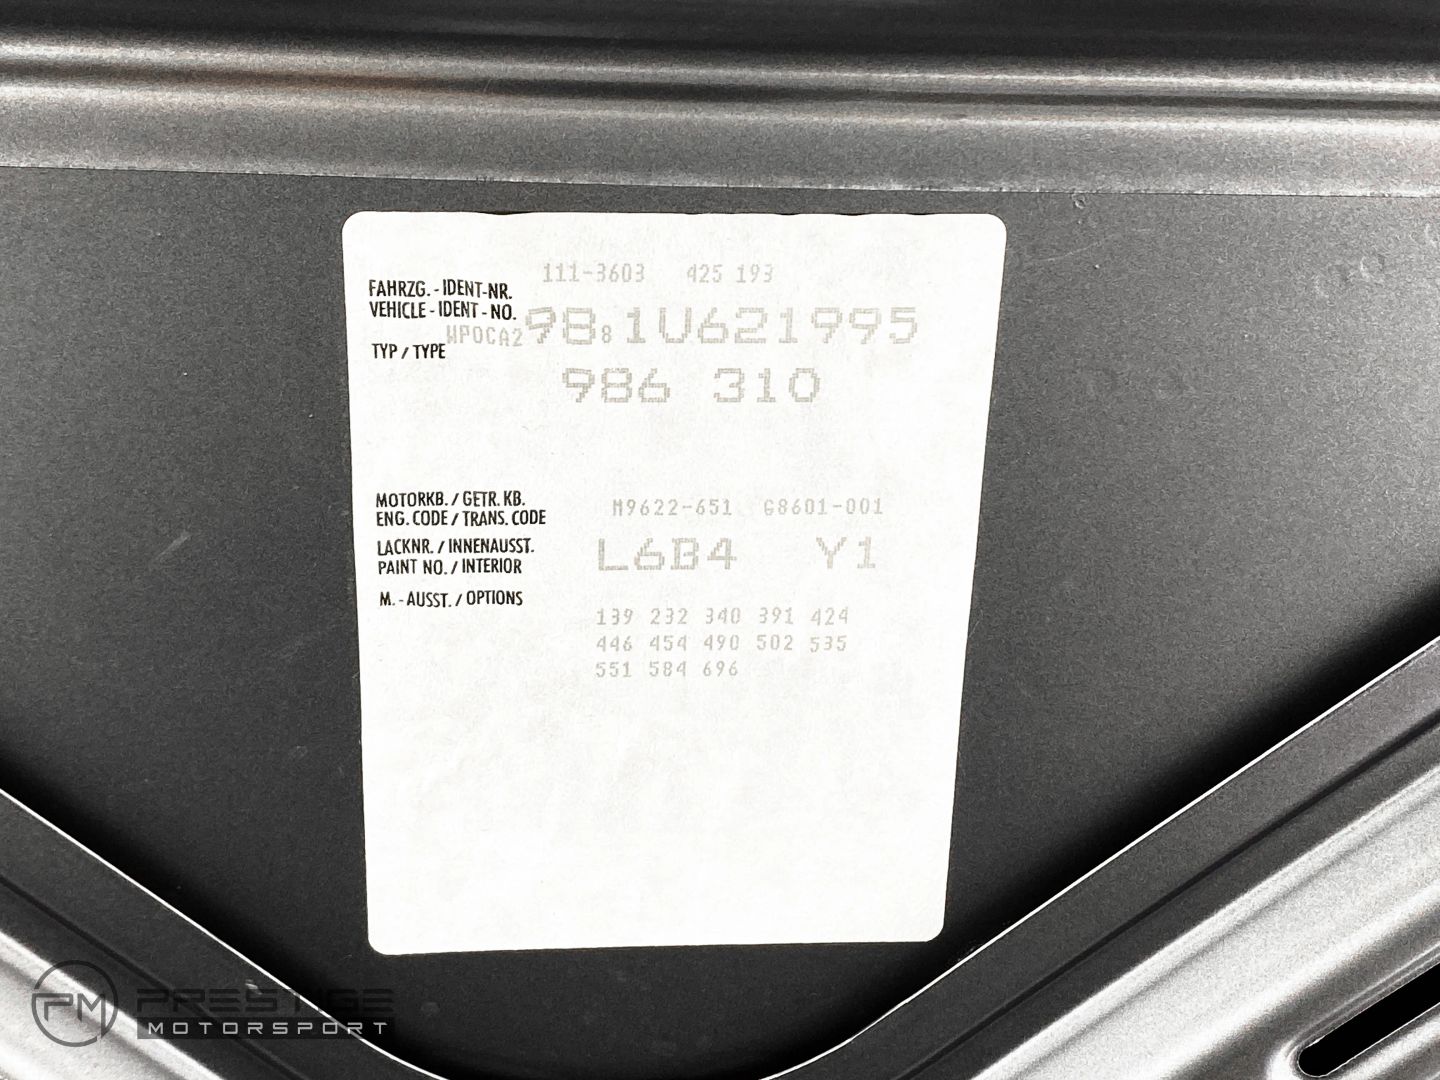 111-3603 425 193
FAHRZG. - IDENT-NR.
VEHICLE - IDENT - NO.
WP0CA29881U621995
TYP / TYPE
986 310
MOTORKB. / GETR. KB.
ENG. CODE / TRANS. CODE
M9622-651 G8601-001
LACKNR. / INNENAUSST.
PAINT NO. / INTERIOR
L6B4 Y1
M. - AUSST. / OPTIONS
139 232 340 391 424
446 454 490 502 535
551 584 696
PM PRESTIGE
MOTORSPORT